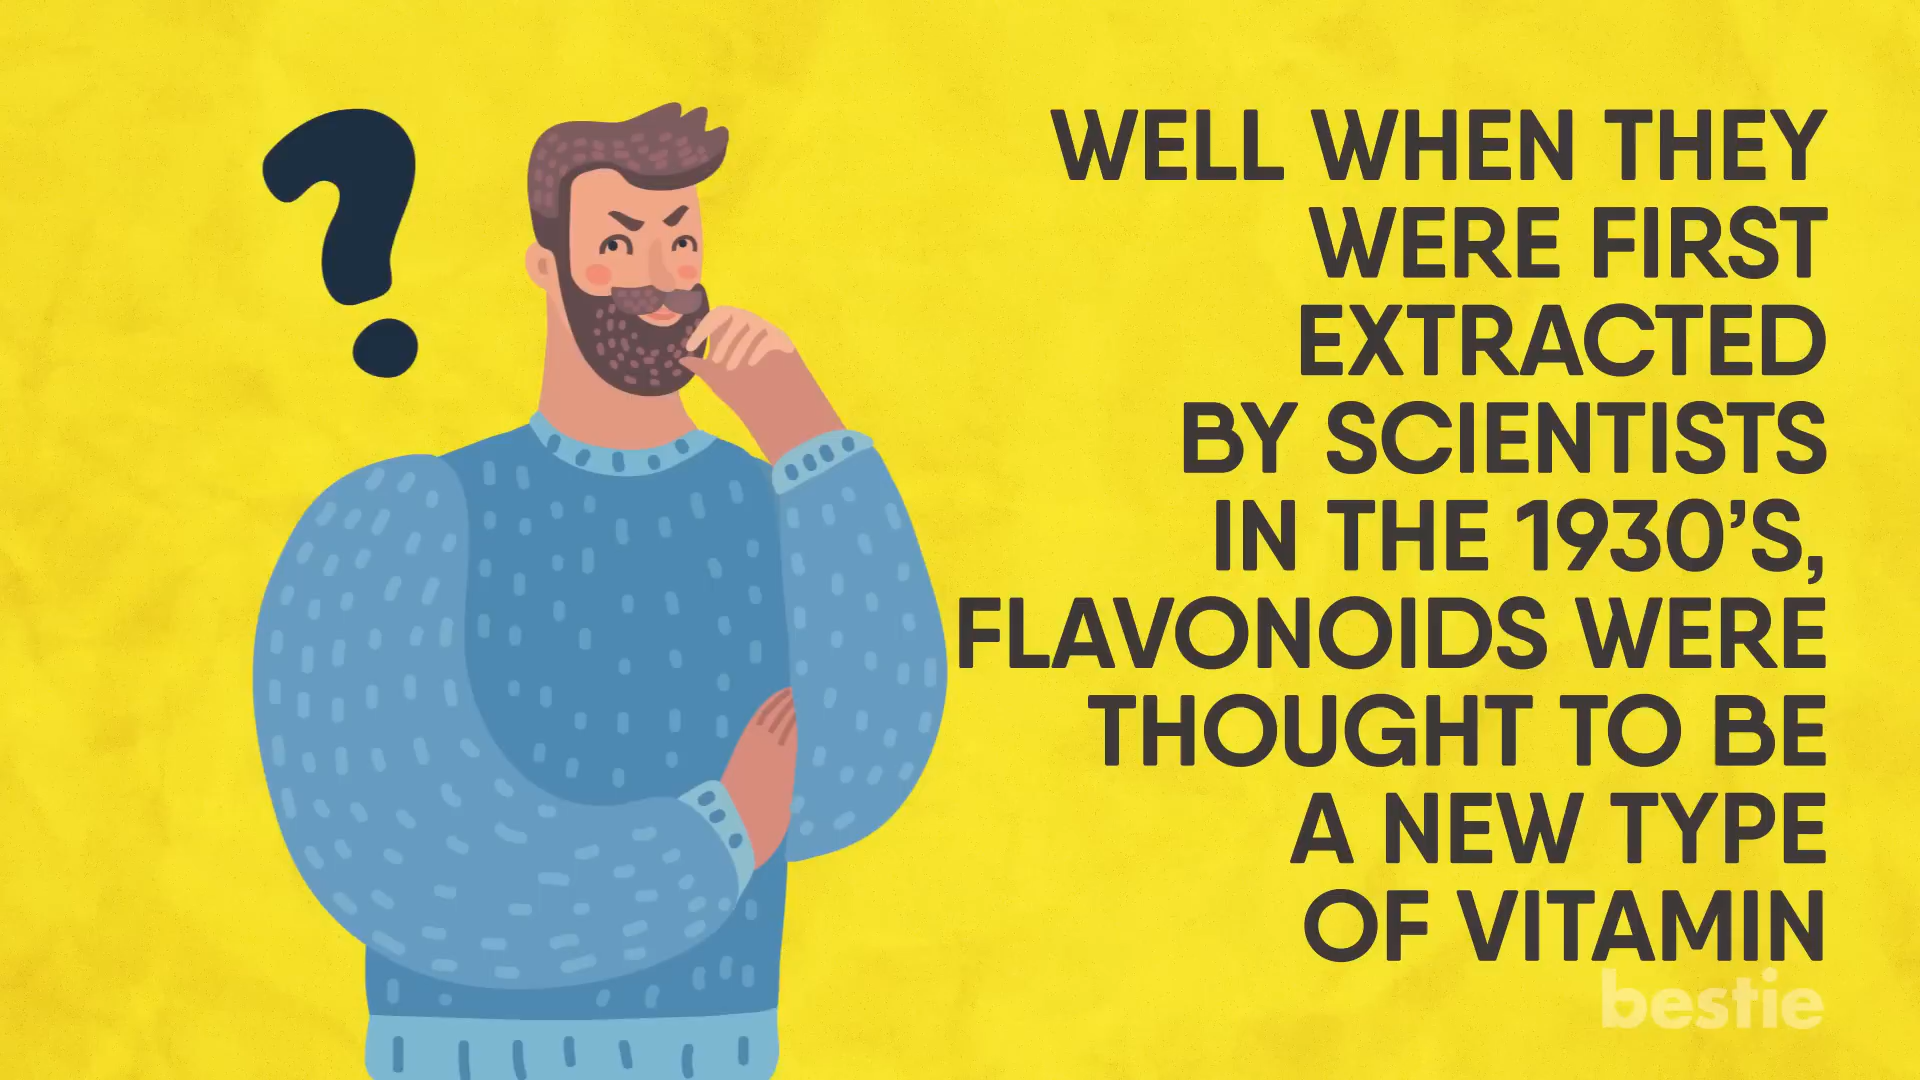 ?
WELL WHEN THEY
WERE FIRST
EXTRACTED
BY SCIENTISTS
IN THE 1930'S,
FLAVONOIDS WERE
THOUGHT TO BE
A NEW TYPE
OF VITAMIN
bestie